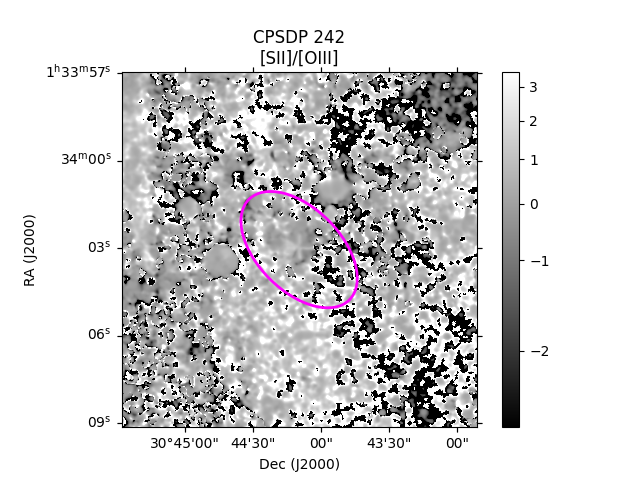 CPSDP 242
[SII]/[OIII]
1ʰ33ᵐ57ˢ
34ᵐ00ˢ
03ˢ
06ˢ
09ˢ
RA (J2000)
30°45'00" 44'30" 00" 43'30" 00"
Dec (J2000)
3
2
1
0
−1
−2